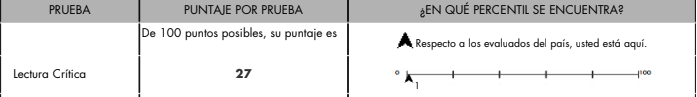 PRUEBA PUNTAJE POR PRUEBA ¿EN QUÉ PERCENTIL SE ENCUENTRA?
De 100 puntos posibles, su puntaje es
Respecto a los evaluados del país, usted está aquí.
Lectura Crítica 27 0 100
1